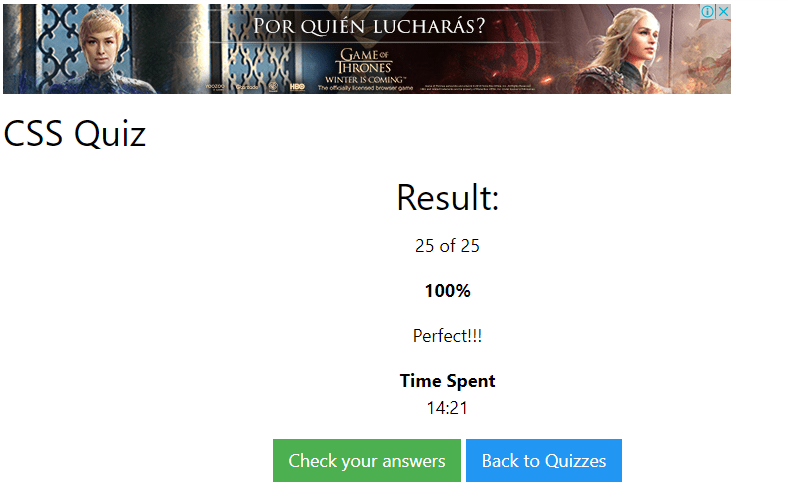 POR QUIÉN LUCHARÁS?
GAME OF
THRONES
WINTER IS COMING™
YOOZOO
HBO
The officially licensed browser game
CSS Quiz
Result:
25 of 25
100%
Perfect!!!
Time Spent
14:21
Check your answers
Back to Quizzes